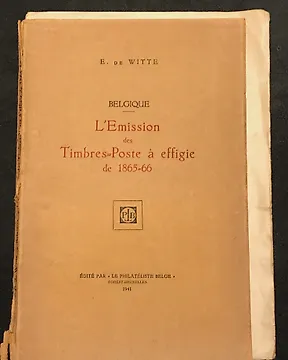 E. DE WITTE
BELGIQUE
L'Emission
des
Timbres-Poste à effigie
de 1865-66
ÉDITÉ PAR « LE PHILATÉLISTE BELGE »
1941